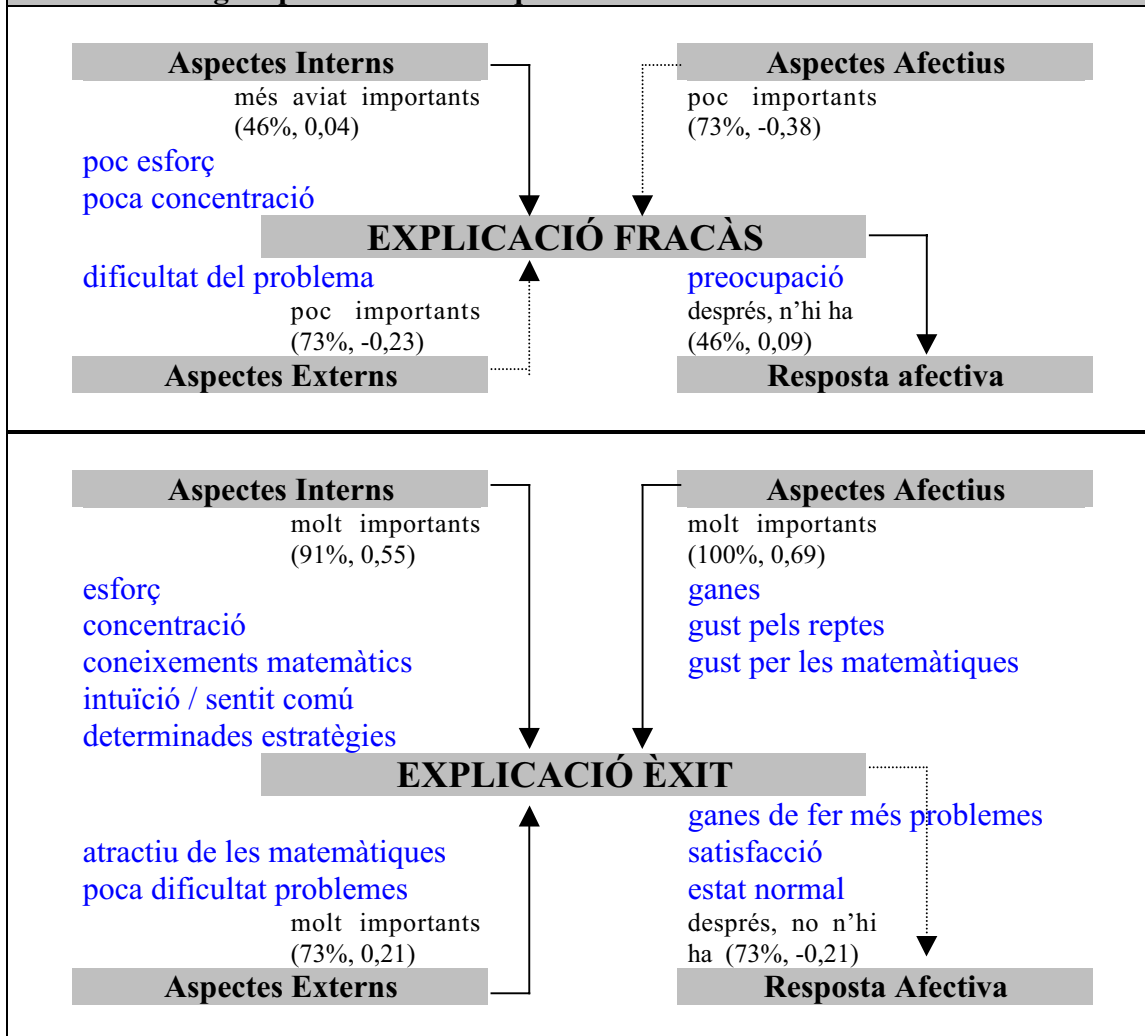 Aspectes Interns
més aviat importants
(46%, 0,04)
poc esforç
poca concentració
Aspectes Afectius
poc importants
(73%, -0,38)
EXPLICACIÓ FRACÀS
dificultat del problema
poc importants
(73%, -0,23)
Aspectes Externs
preocupació
després, n’hi ha
(46%, 0,09)
Resposta afectiva
Aspectes Interns
molt importants
(91%, 0,55)
esforç
concentració
coneixements matemàtics
intuïció / sentit comú
determinades estratègies
Aspectes Afectius
molt importants
(100%, 0,69)
ganes
gust pels reptes
gust per les matemàtiques
EXPLICACIÓ ÈXIT
atractiu de les matemàtiques
poca dificultat problemes
molt importants
(73%, 0,21)
Aspectes Externs
ganes de fer més problemes
satisfacció
estat normal
després, no n’hi
ha (73%, -0,21)
Resposta Afectiva